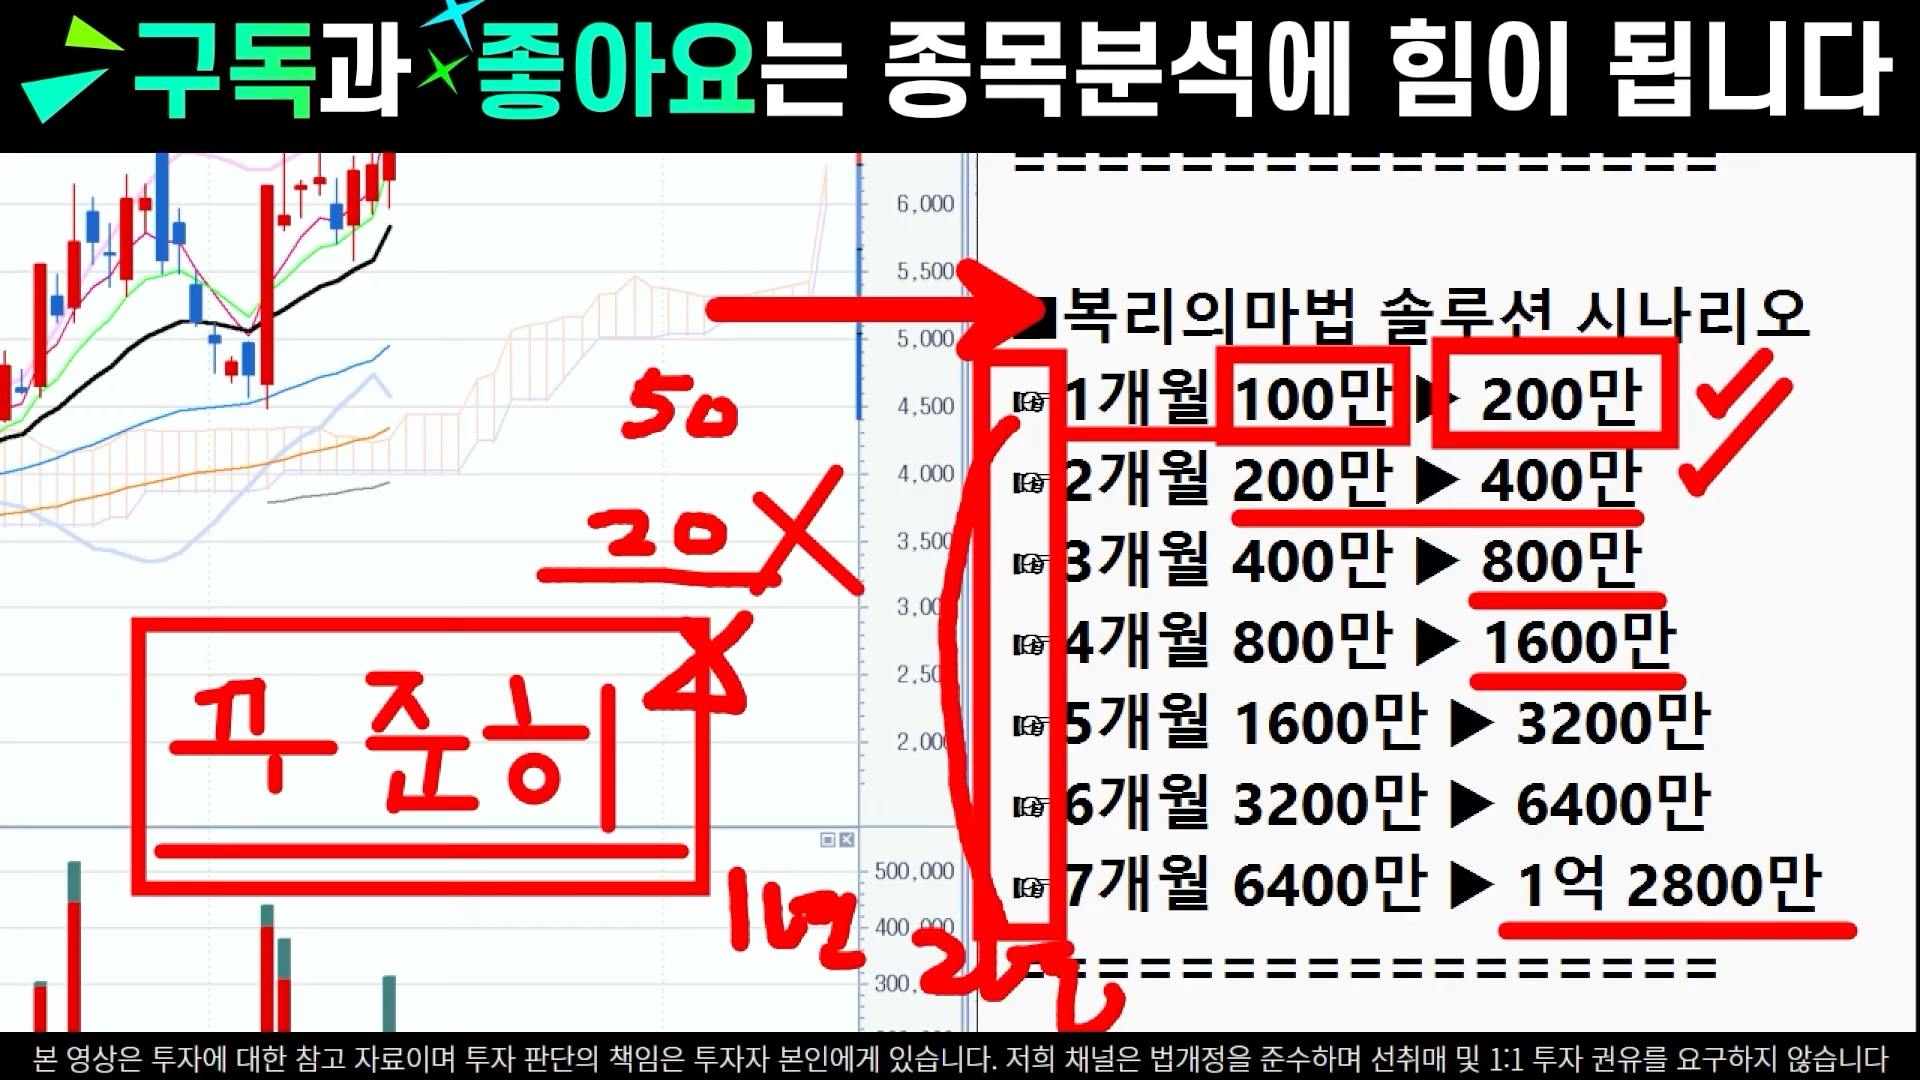 구독과 좋아요는 종목분석에 힘이 됩니다
==================
6,000
5,500
5,000
4,500
4,000
3,500
2,000
500,000
400,000
■복리의마법 솔루션 시나리오
☞1개월 100만 ▶ 200만
☞2개월 200만 ▶ 400만
☞3개월 400만 ▶ 800만
☞4개월 800만 ▶ 1600만
☞5개월 1600만 ▶ 3200만
☞6개월 3200만 ▶ 6400만
☞7개월 6400만 ▶ 1억 2800만
50
20
꾸준히
1년
본 영상은 투자에 대한 참고 자료이며 투자 판단의 책임은 투자자 본인에게 있습니다. 저희 채널은 법개정을 준수하며 선취매 및 1:1 투자 권유를 요구하지 않습니다